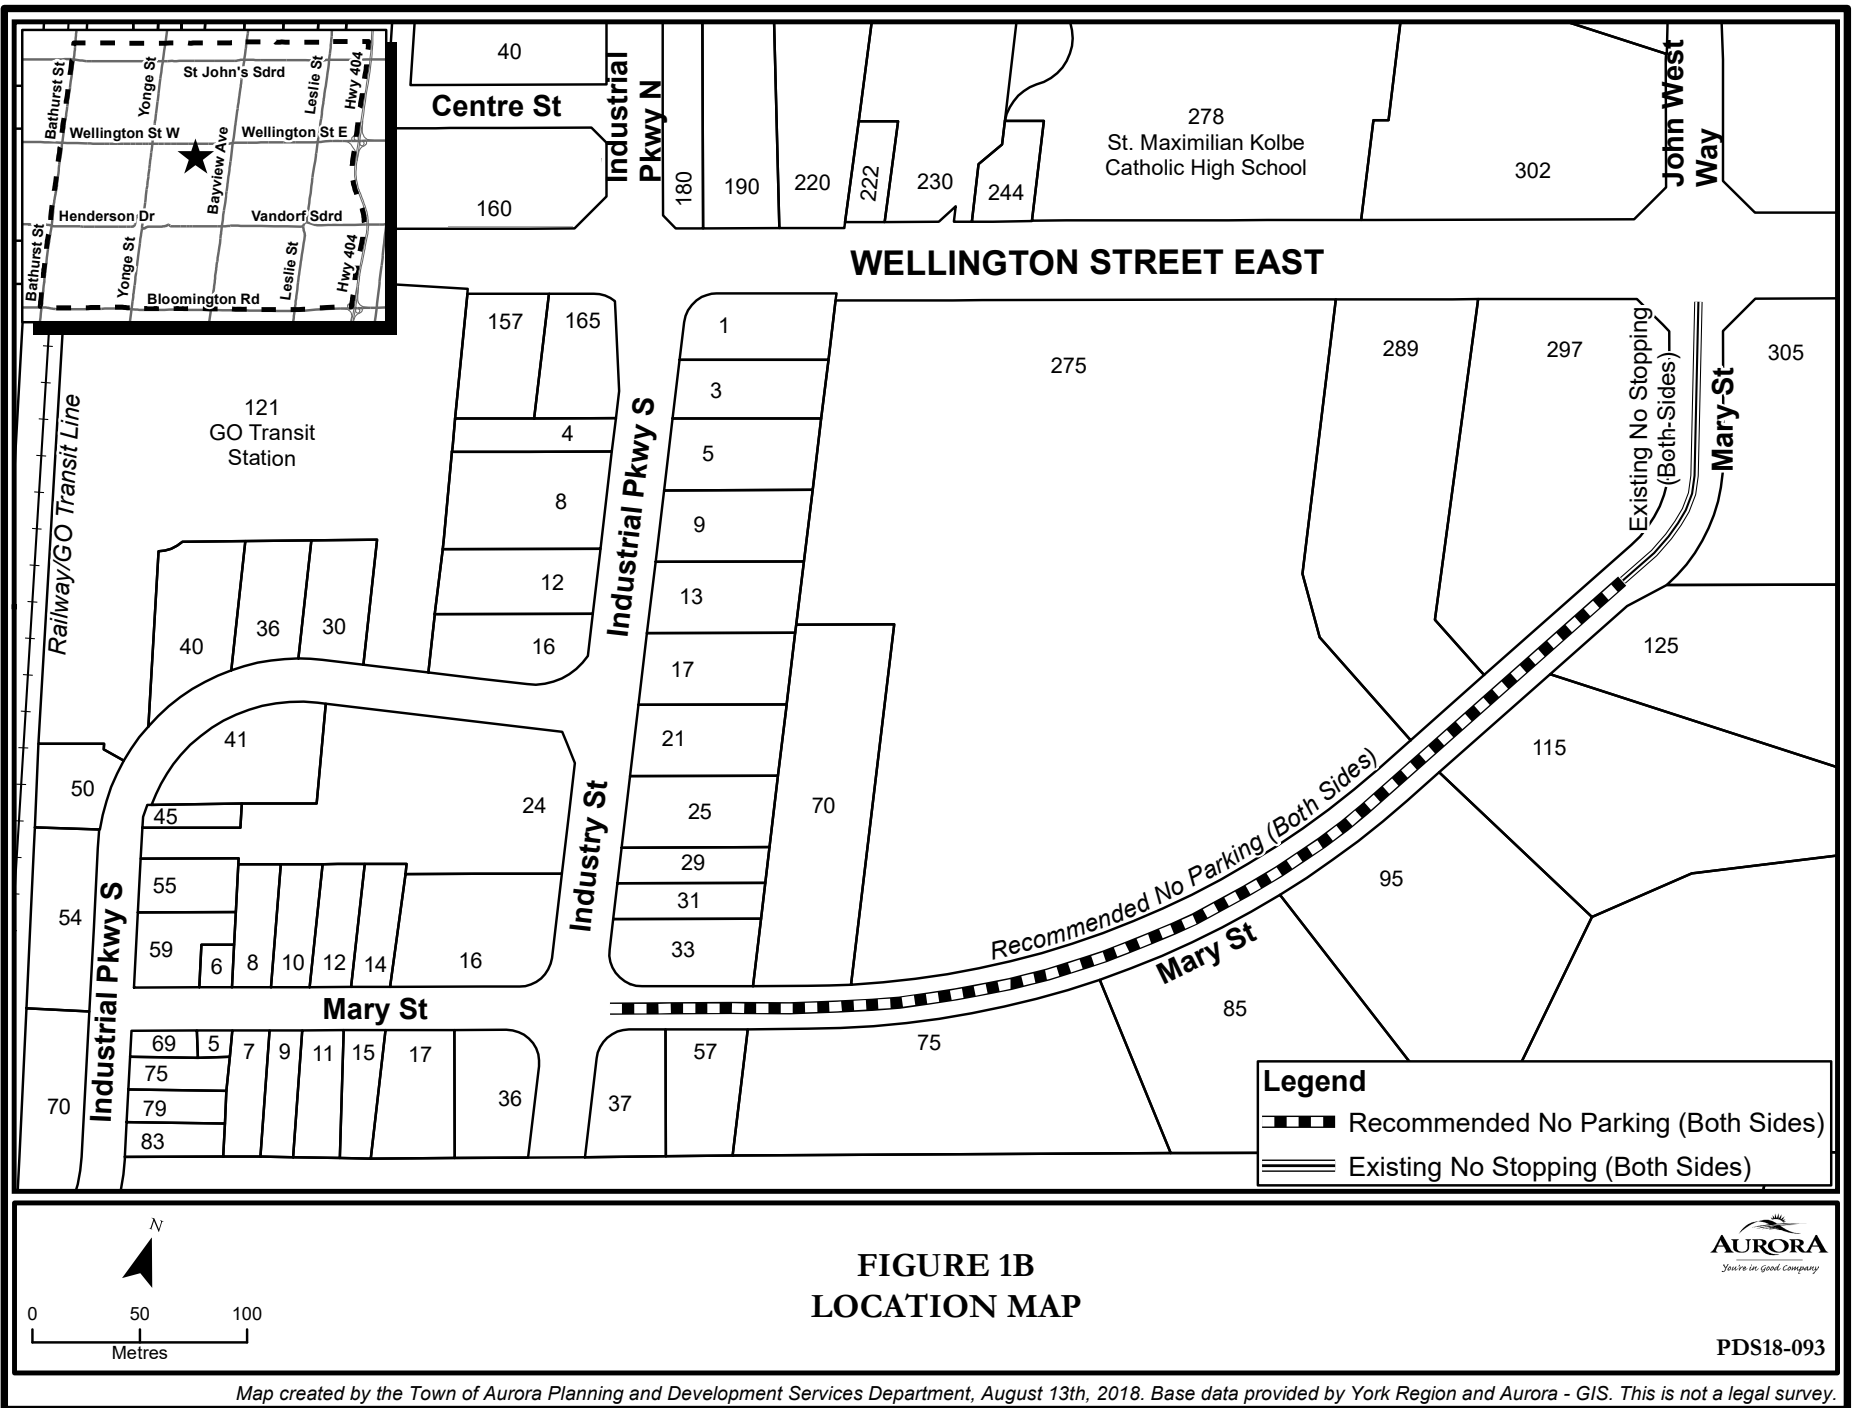 St John's Sdrd
Bathurst St
Yonge St
Leslie St
Hwy 404
Wellington St W
Wellington St E
Bayview Ave
Henderson Dr
Vandorf Sdrd
Bathurst St
Yonge St
Leslie St
Hwy 404
Bloomington Rd
40
Centre St
Industrial
Pkwy N
160
180
190
220
222
230
244
278
St. Maximilian Kolbe
Catholic High School
302
John West
Way
WELLINGTON STREET EAST
157
165
1
275
289
297
305
Existing No Stopping
(Both Sides)
Mary St
3
121
GO Transit
Station
Railway/GO Transit Line
4
5
Industrial Pkwy S
8
9
12
13
40
36
30
16
17
125
41
21
115
50
45
24
Industry St
25
70
Recommended No Parking (Both Sides)
29
55
31
95
54
Industrial Pkwy S
59
6
8
10
12
14
16
33
Mary St
Mary St
85
69
5
7
9
11
15
17
57
75
75
70
79
36
37
83
Legend
Recommended No Parking (Both Sides)
Existing No Stopping (Both Sides)
N
0 50 100
Metres
FIGURE 1B
LOCATION MAP
AURORA
You're in Good Company
PDS18-093
Map created by the Town of Aurora Planning and Development Services Department, August 13th, 2018. Base data provided by York Region and Aurora - GIS. This is not a legal survey.